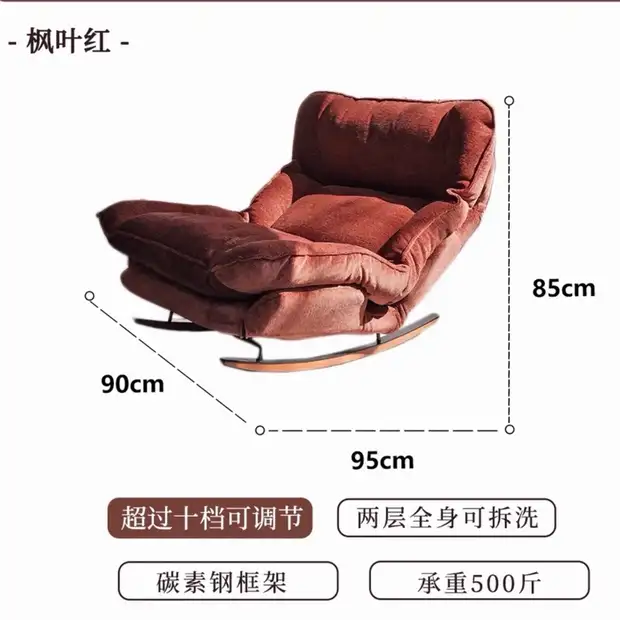 - 枫叶红 -
85cm
90cm
95cm
超过十档可调节
两层全身可拆洗
碳素钢框架
承重500斤